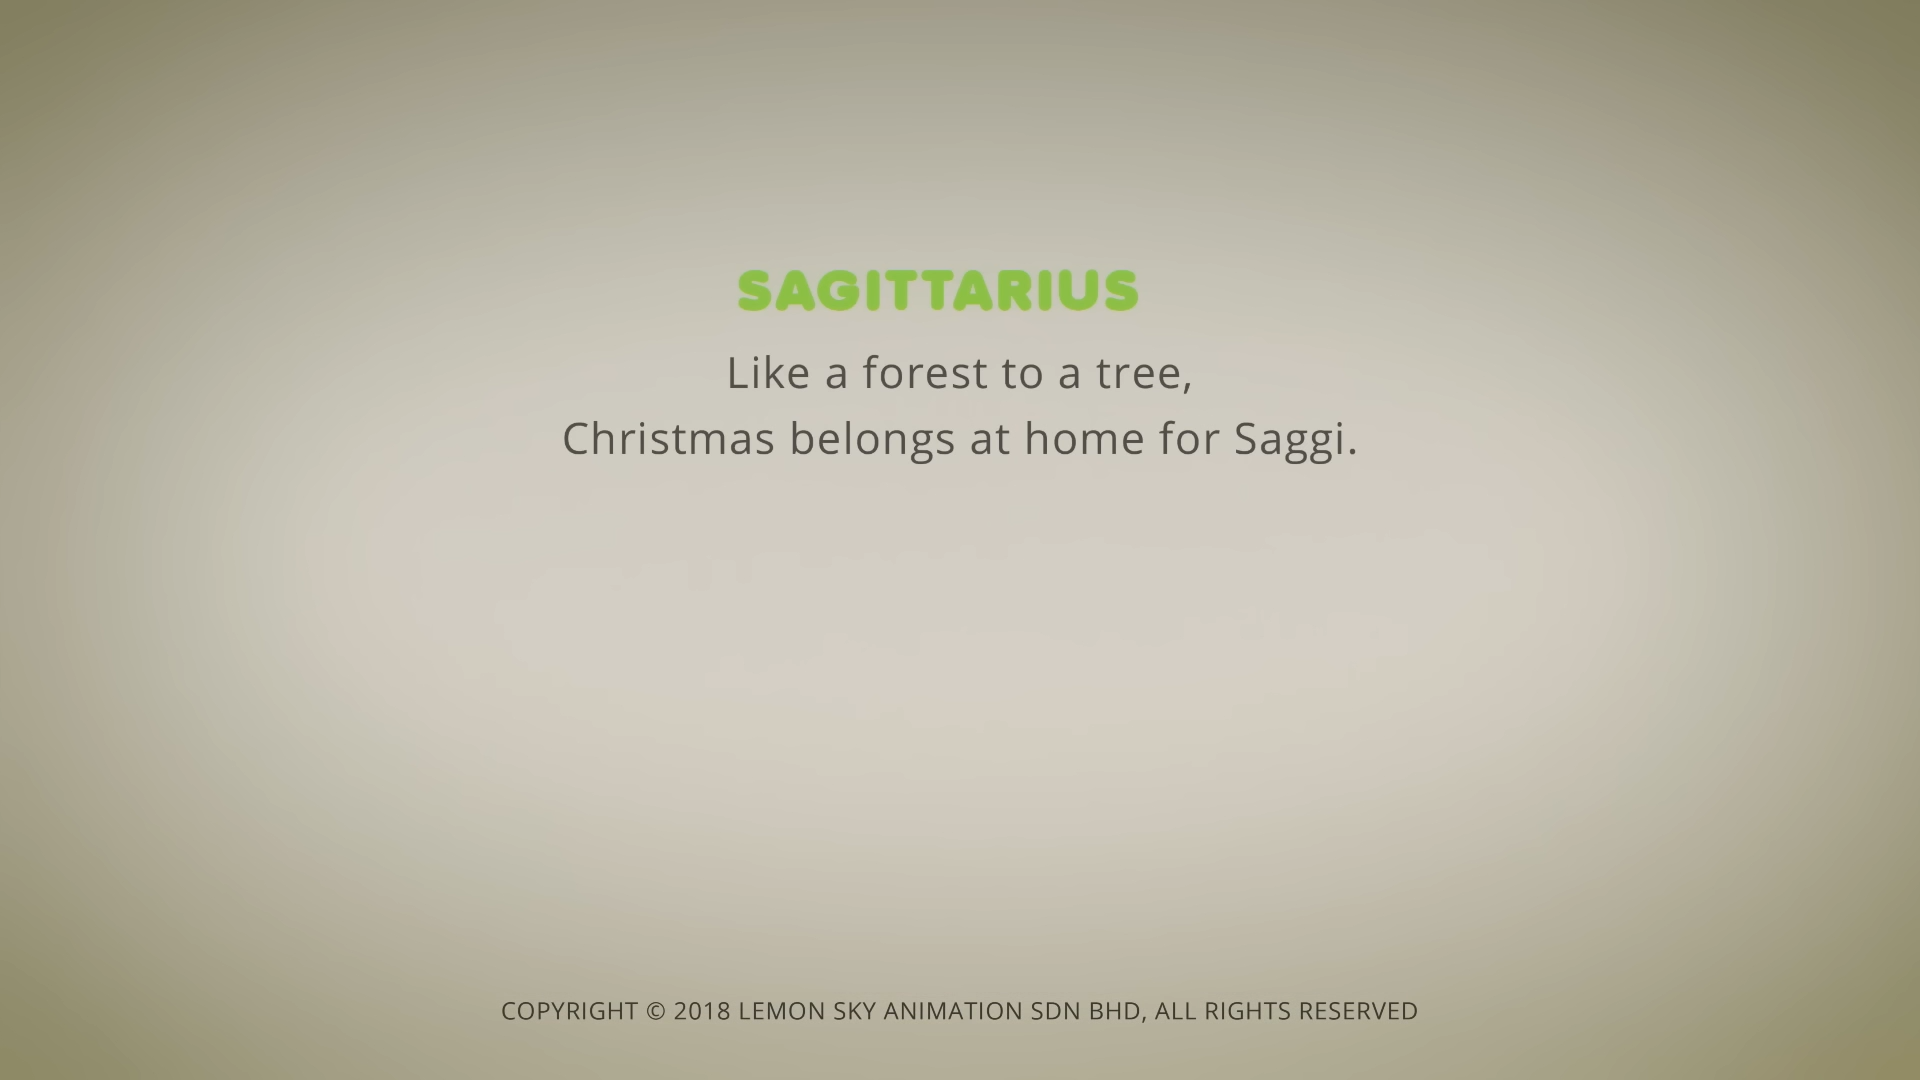 SAGITTARIUS
Like a forest to a tree,
Christmas belongs at home for Saggi.
COPYRIGHT © 2018 LEMON SKY ANIMATION SDN BHD, ALL RIGHTS RESERVED